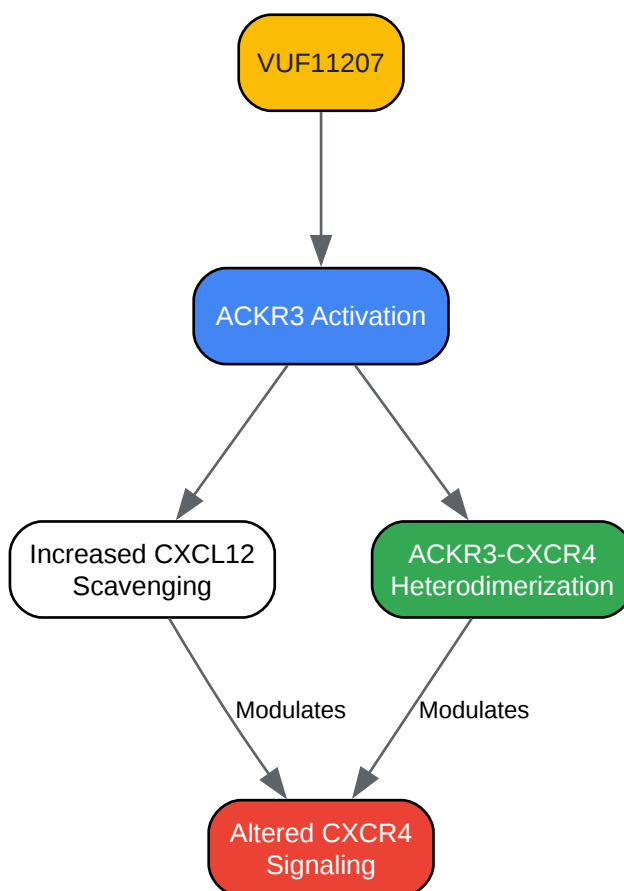 VUF11207
ACKR3 Activation
Increased CXCL12
Scavenging
ACKR3-CXCR4
Heterodimerization
Modulates
Modulates
Altered CXCR4
Signaling